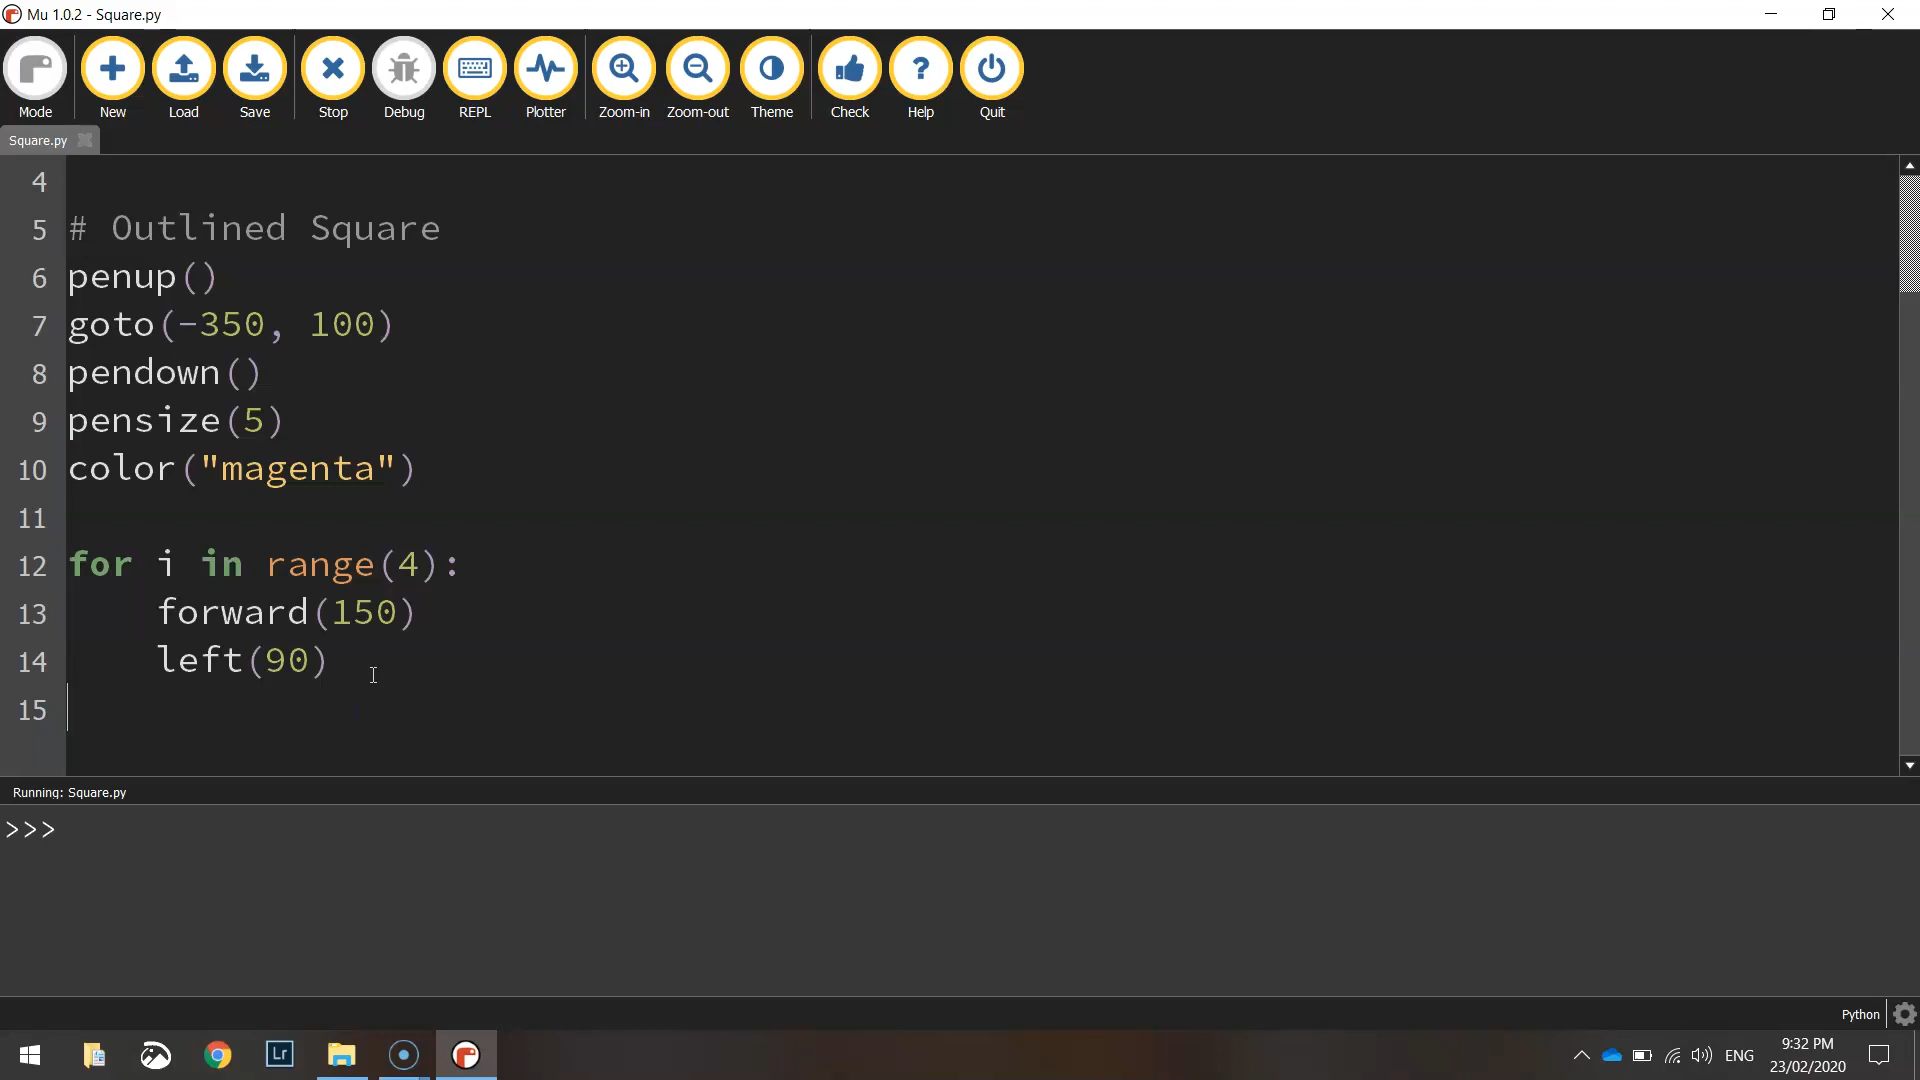 Mu 1.0.2 - Square.py
Mode New Load Save Stop Debug REPL Plotter Zoom-in Zoom-out Theme Check Help Quit
Square.py
4
5 # Outlined Square
6 penup()
7 goto(-350, 100)
8 pendown()
9 pensize(5)
10 color("magenta")
11
12 for i in range(4):
13     forward(150)
14     left(90)
15
Running: Square.py
>>>
Python
Lr
ENG
9:32 PM
23/02/2020